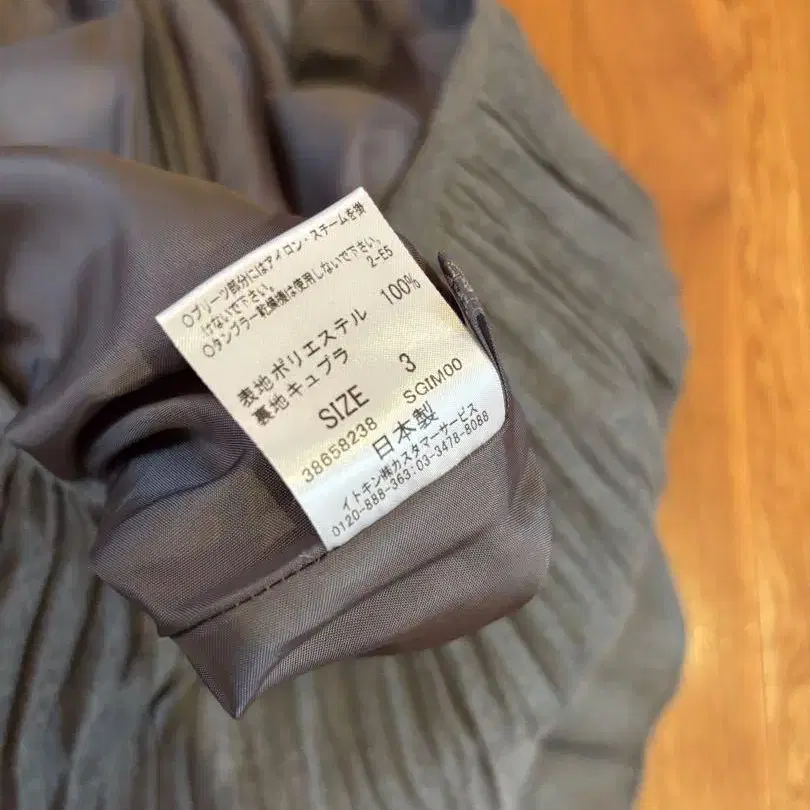 ○プリーツ部分にはアイロン・スチームを掛
けないで下さい。
○タンブラー乾燥機は使用しないで下さい。
2-E5
表地ポリエステル 100%
裏地キュプラ
SIZE 3
38658238 SGIM00
日本製
イトキン㈱カスタマーサービス
0120-888-363:03-3478-8088